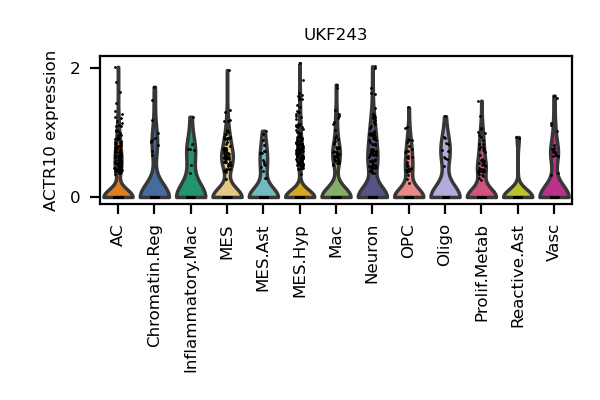 UKF243
ACTR10 expression
2
0
AC
Chromatin.Reg
Inflammatory.Mac
MES
MES.Ast
MES.Hyp
Mac
Neuron
OPC
Oligo
Prolif.Metab
Reactive.Ast
Vasc